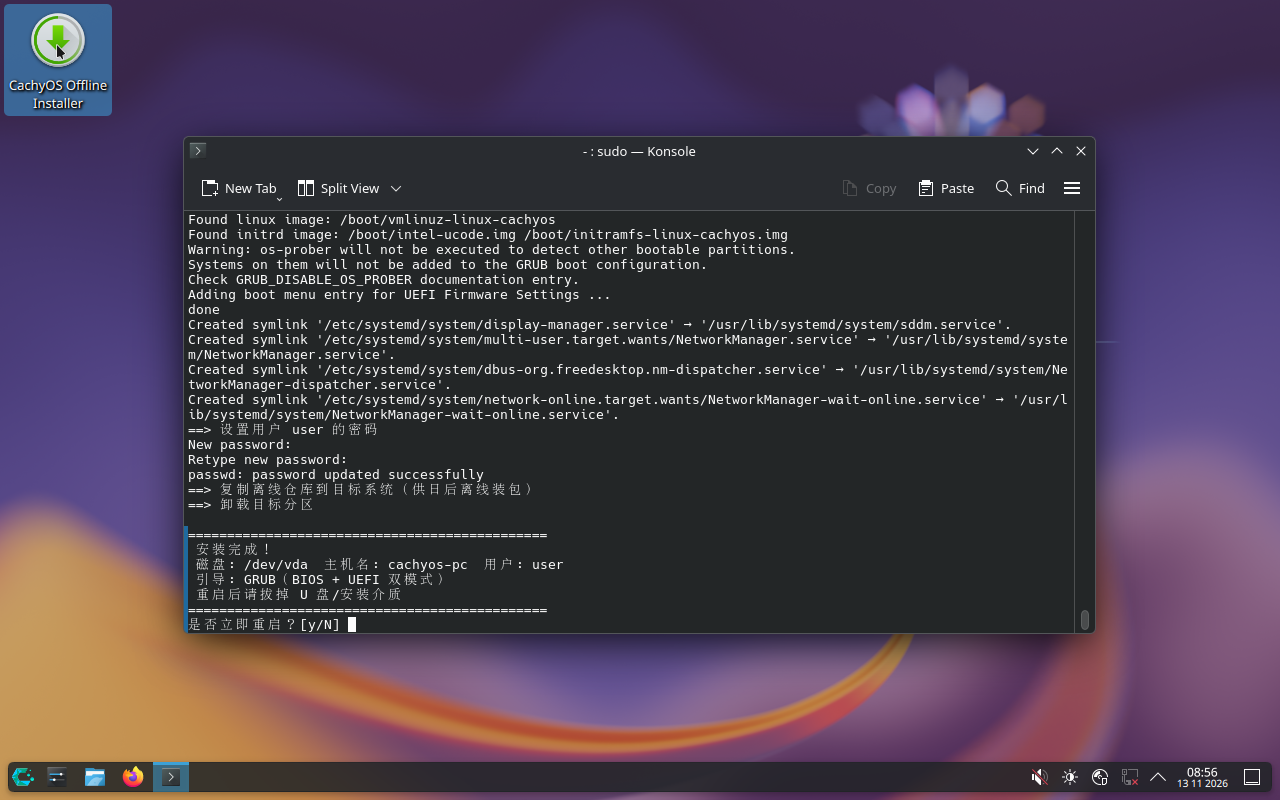 CachyOS Offline
Installer
- : sudo — Konsole
New Tab
Split View
Copy
Paste
Find
Found linux image: /boot/vmlinuz-linux-cachyos
Found initrd image: /boot/intel-ucode.img /boot/initramfs-linux-cachyos.img
Warning: os-prober will not be executed to detect other bootable partitions.
Systems on them will not be added to the GRUB boot configuration.
Check GRUB_DISABLE_OS_PROBER documentation entry.
Adding boot menu entry for UEFI Firmware Settings ...
done
Created symlink '/etc/systemd/system/display-manager.service' → '/usr/lib/systemd/system/sddm.service'.
Created symlink '/etc/systemd/system/multi-user.target.wants/NetworkManager.service' → '/usr/lib/systemd/syste
m/NetworkManager.service'.
Created symlink '/etc/systemd/system/dbus-org.freedesktop.nm-dispatcher.service' → '/usr/lib/systemd/system/Ne
tworkManager-dispatcher.service'.
Created symlink '/etc/systemd/system/network-online.target.wants/NetworkManager-wait-online.service' → '/usr/l
ib/systemd/system/NetworkManager-wait-online.service'.
==> 设置用户 user 的密码
New password:
Retype new password:
passwd: password updated successfully
==> 复制离线仓库到目标系统（供日后离线装包）
==> 卸载目标分区
=============================================
安装完成！
磁盘: /dev/vda  主机名: cachyos-pc  用户: user
引导: GRUB（BIOS + UEFI 双模式）
重启后请拔掉 U 盘/安装介质
=============================================
是否立即重启？[y/N]
08:56
13 11 2026